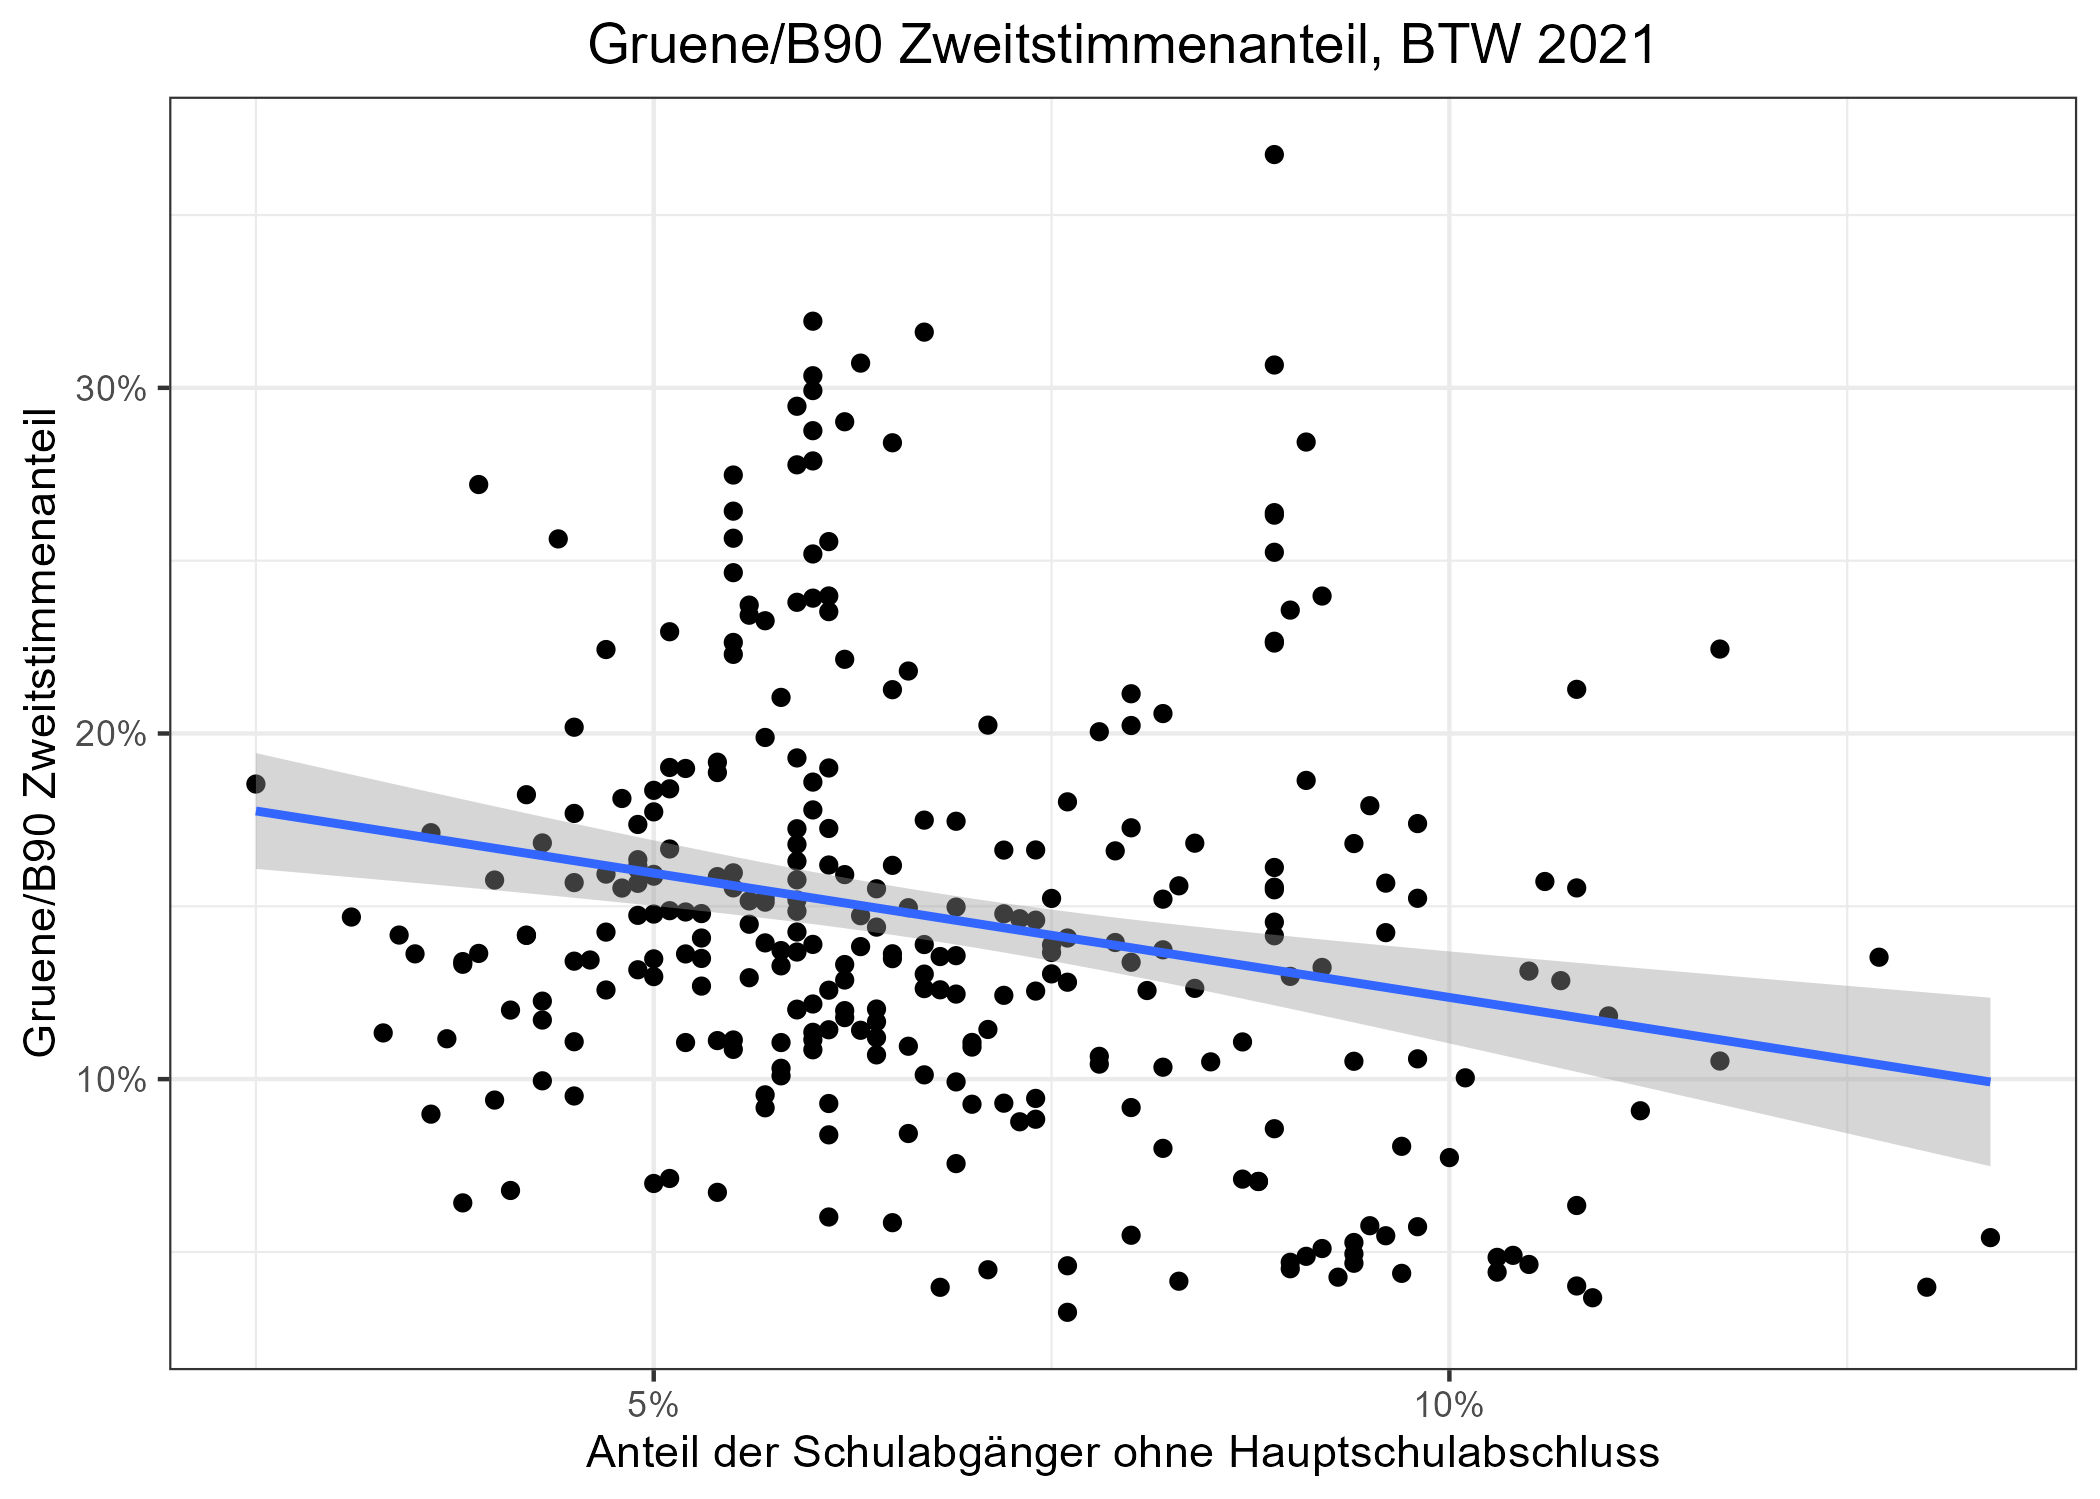 Gruene/B90 Zweitstimmenanteil, BTW 2021
Gruene/B90 Zweitstimmenanteil
30%
20%
10%
5%
10%
Anteil der Schulabgänger ohne Hauptschulabschluss